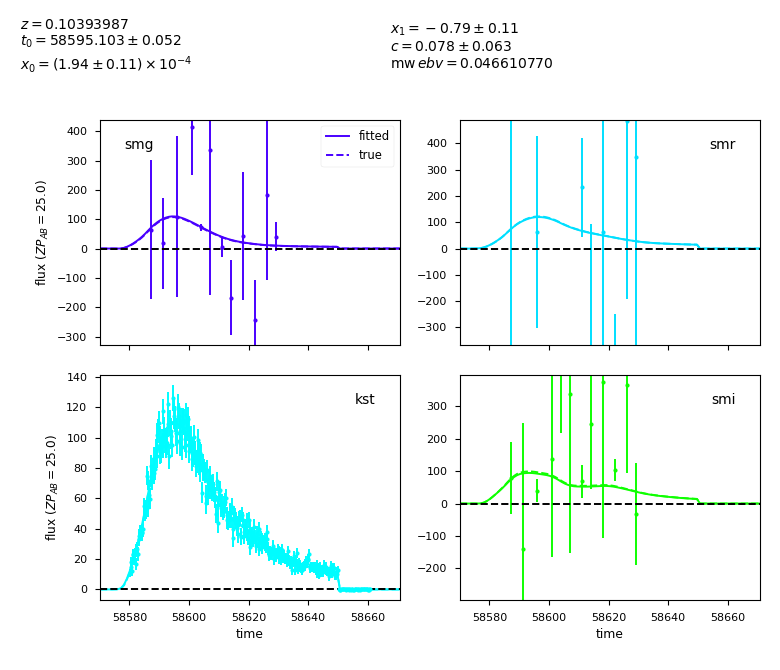 z = 0.10393987
t₀ = 58595.103 ± 0.052
x₀ = (1.94 ± 0.11) × 10⁻⁴
x₁ = −0.79 ± 0.11
c = 0.078 ± 0.063
mw ebv = 0.046610770
smg
fitted
true
flux (ZP_AB = 25.0)
400
300
200
100
0
−100
−200
−300
smr
400
300
200
100
0
−100
−200
−300
kst
flux (ZP_AB = 25.0)
140
120
100
80
60
40
20
0
58580
58600
58620
58640
58660
time
smi
300
200
100
0
−100
−200
58580
58600
58620
58640
58660
time